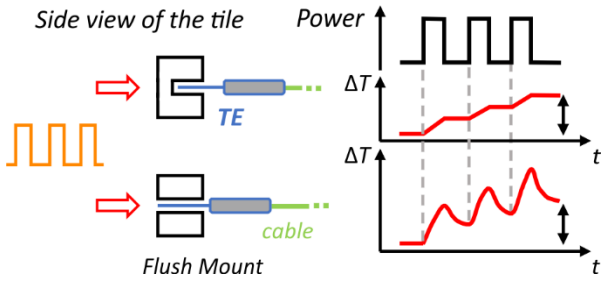 Side view of the tile
Power
ΔT
TE
t
ΔT
cable
Flush Mount
t